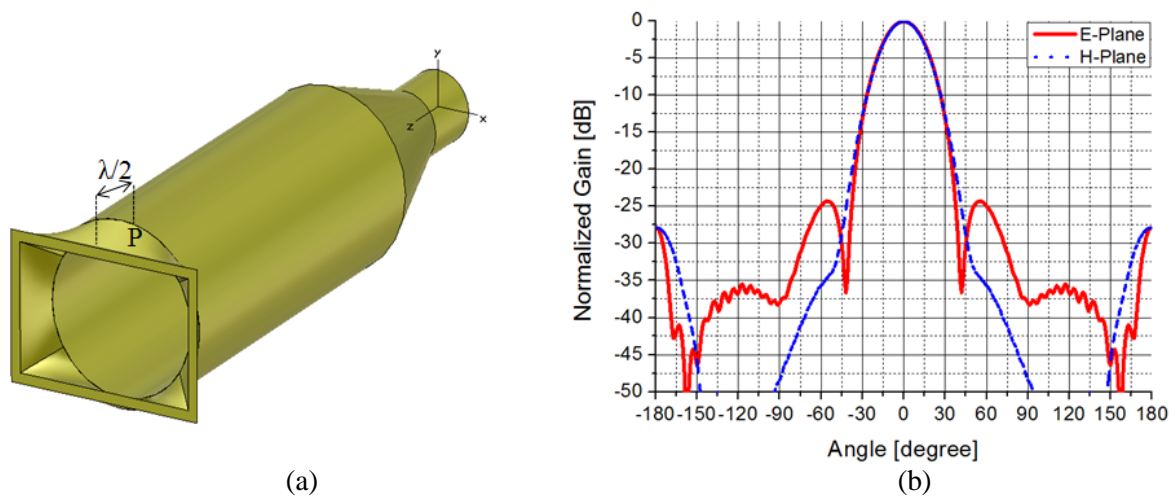 λ/2
P
y
z
x
(a)
E-Plane
H-Plane
Normalized Gain [dB]
0
-5
-10
-15
-20
-25
-30
-35
-40
-45
-50
-180 -150 -120 -90 -60 -30 0 30 60 90 120 150 180
Angle [degree]
(b)